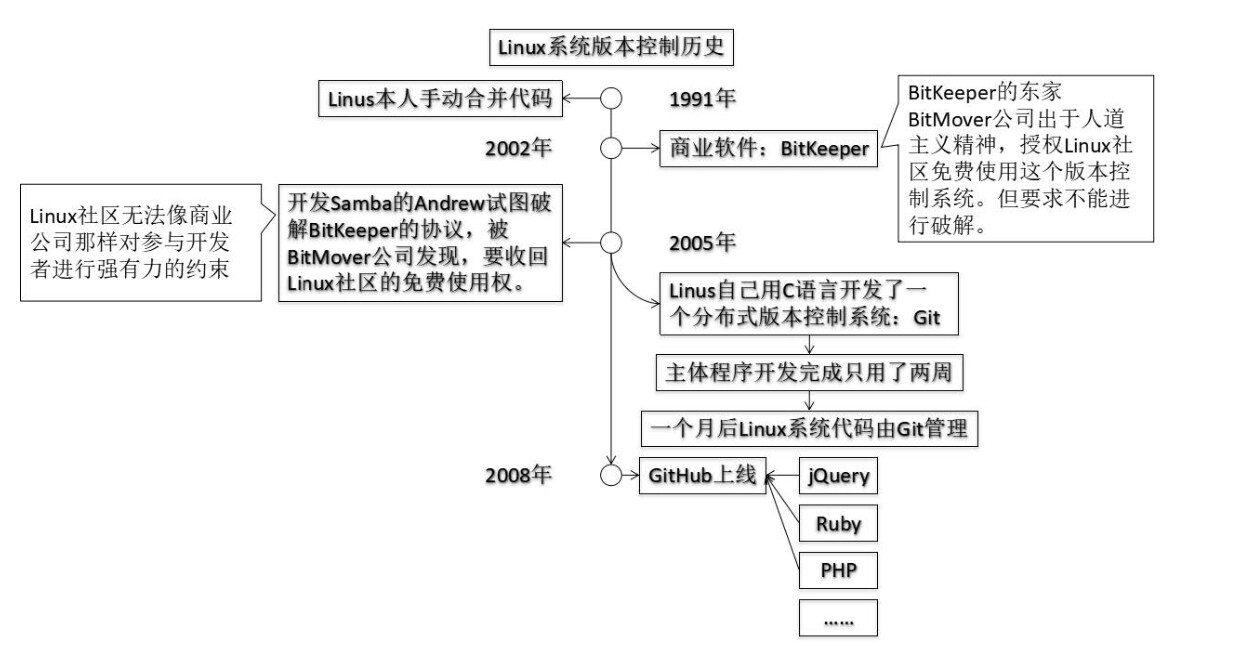 Linux系统版本控制历史
Linus本人手动合并代码
1991年
2002年
商业软件：BitKeeper
BitKeeper的东家
BitMover公司出于人道
主义精神，授权Linux社
区免费使用这个版本控
制系统。但要求不能进
行破解。
Linux社区无法像商业
公司那样对参与开发
者进行强有力的约束
开发Samba的Andrew试图破
解BitKeeper的协议，被
BitMover公司发现，要收回
Linux社区的免费使用权。
2005年
Linus自己用C语言开发了一
个分布式版本控制系统：Git
主体程序开发完成只用了两周
一个月后Linux系统代码由Git管理
2008年
GitHub上线
jQuery
Ruby
PHP
……